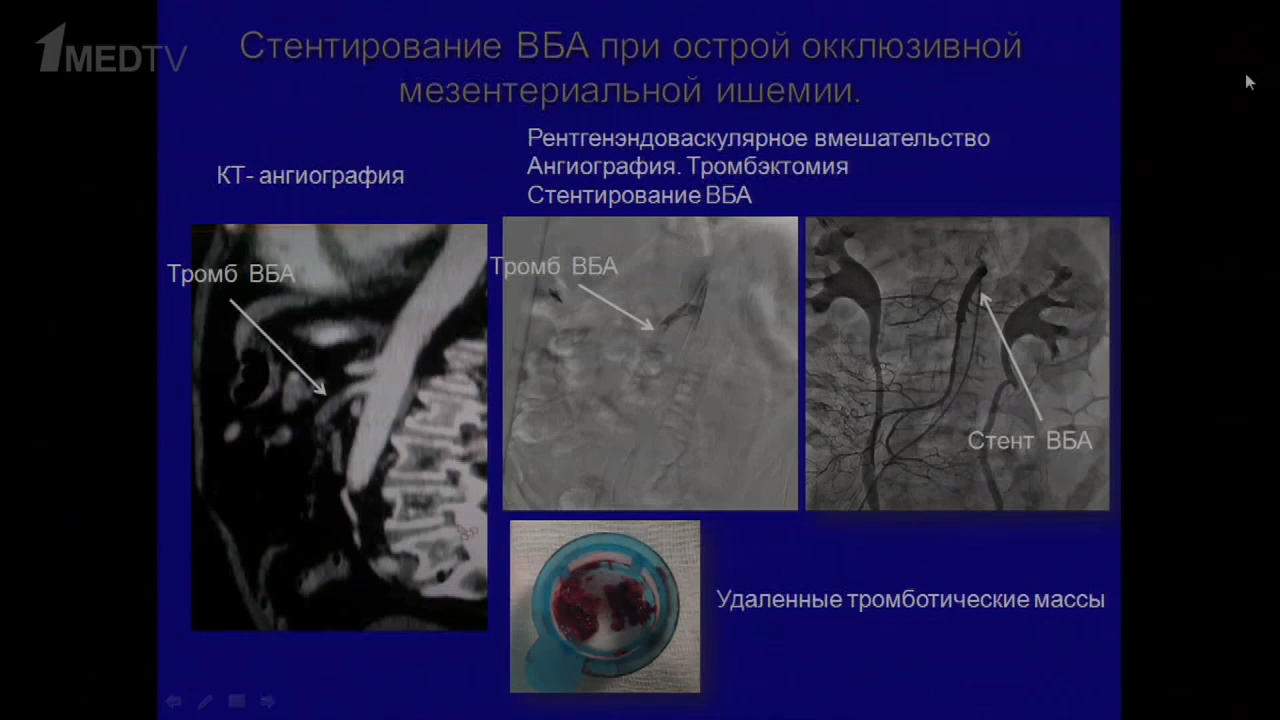 1MEDTV
Стентирование ВБА при острой окклюзивной
мезентериальной ишемии.
КТ- ангиография
Рентгенэндоваскулярное вмешательство
Ангиография. Тромбэктомия
Стентирование ВБА
Тромб ВБА
Тромб ВБА
Стент ВБА
Удаленные тромботические массы